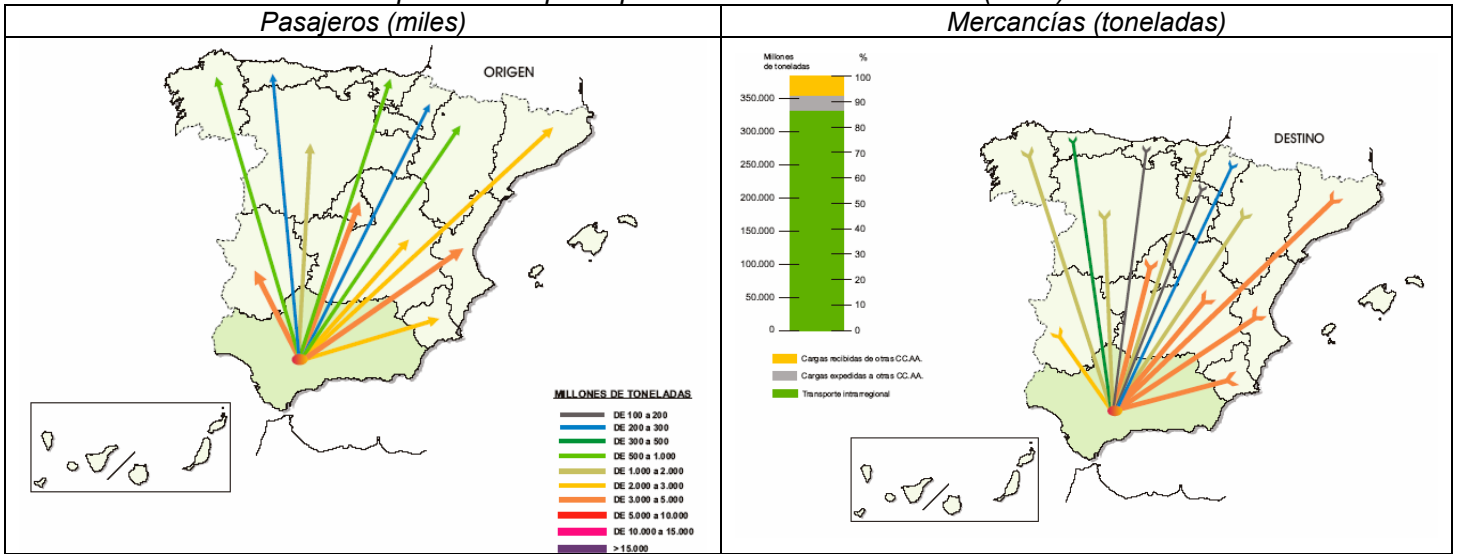 Pasajeros (miles)
Mercancías (toneladas)
ORIGEN
MILLONES DE TONELADAS
DE 100 a 200
DE 200 a 300
DE 300 a 500
DE 500 a 1.000
DE 1.000 a 2.000
DE 2.000 a 3.000
DE 3.000 a 5.000
DE 5.000 a 10.000
DE 10.000 a 15.000
> 15.000
Millones
de toneladas
%
350.000
300.000
250.000
200.000
150.000
100.000
50.000
0
100
90
80
70
60
50
40
30
20
10
0
Cargas recibidas de otras CC.AA.
Cargas expedidas a otras CC.AA.
Transporte intrarregional
DESTINO